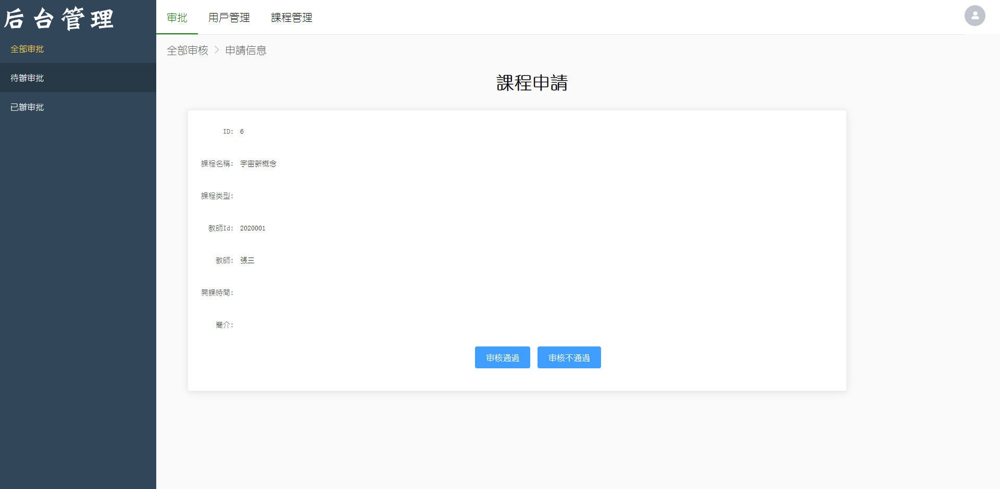 后台管理
审批 用戶管理 課程管理
全部审批
待辦审批
已辦审批
全部审核 > 申請信息
課程申請
ID: 6
課程名稱: 宇宙新概念
課程类型:
教師Id: 2020001
教師: 張三
開課時間:
簡介:
审核通過 审核不通過